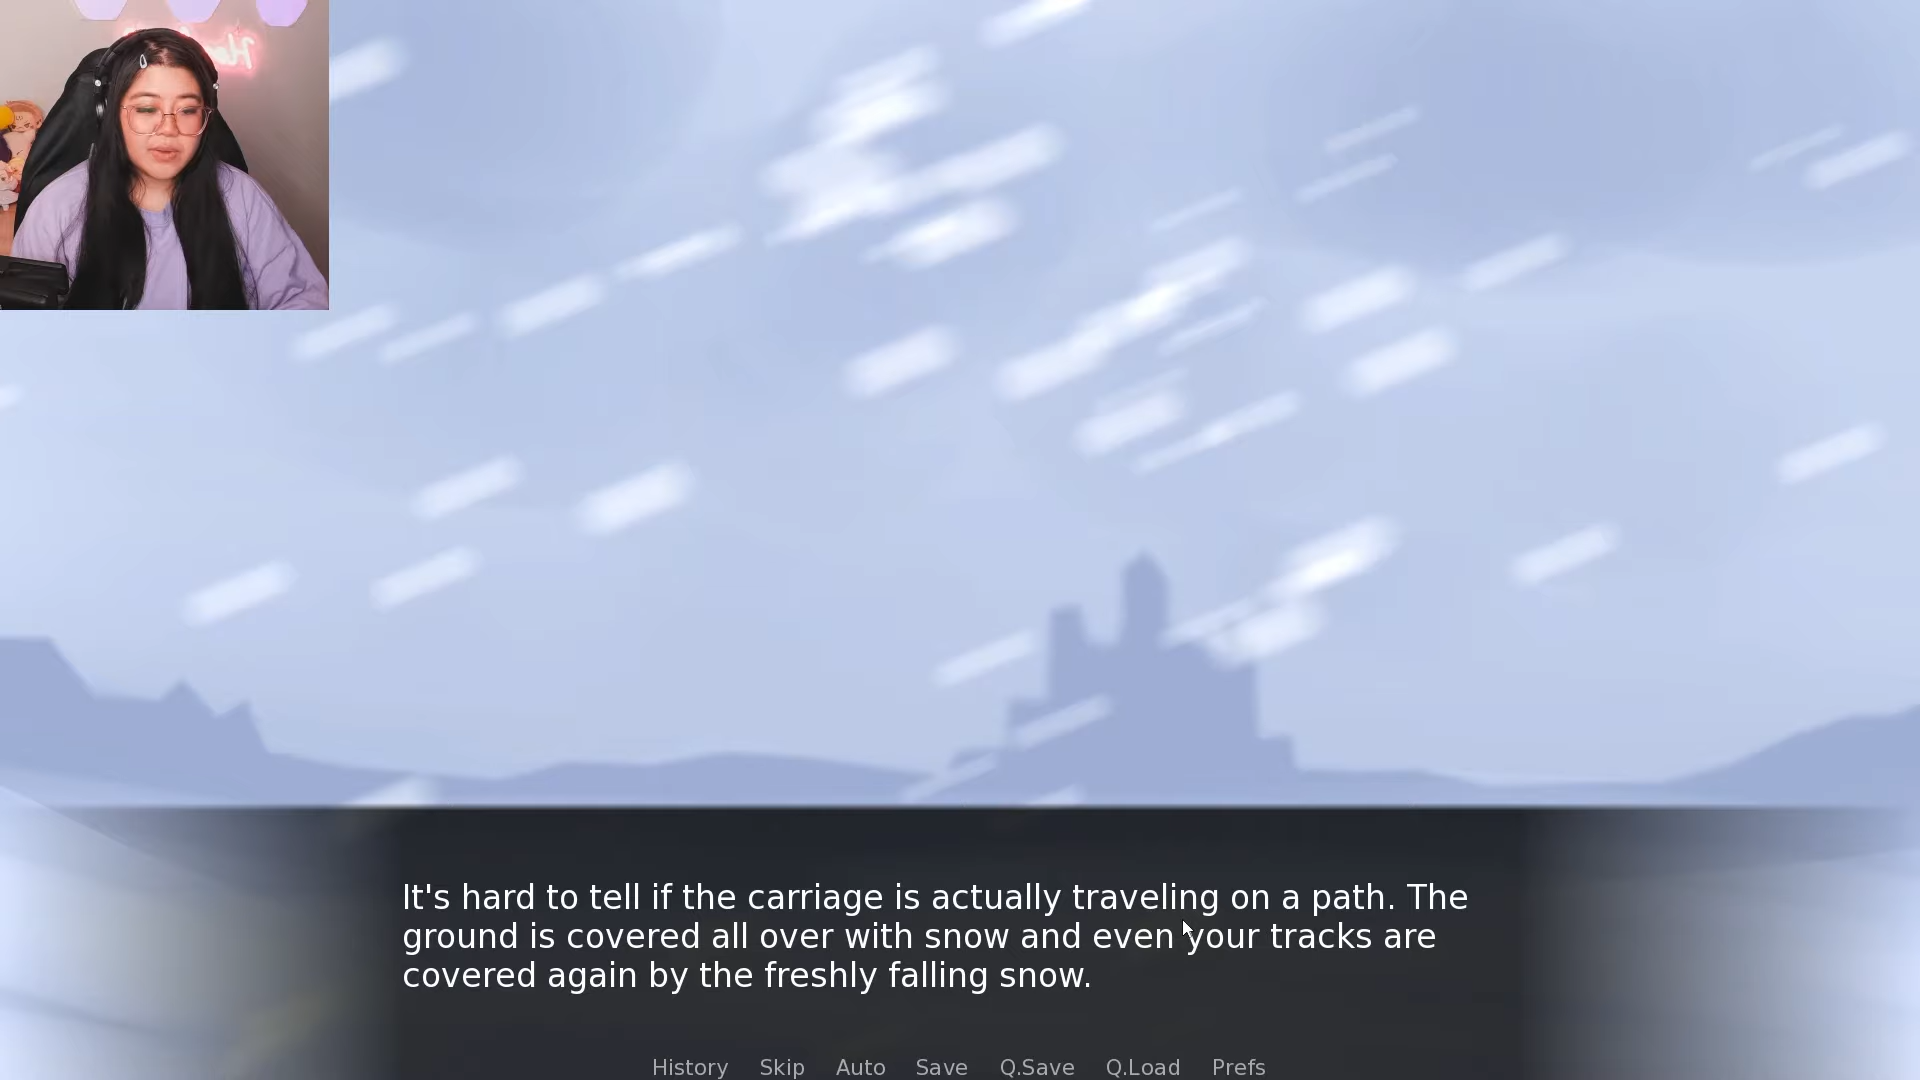 It's hard to tell if the carriage is actually traveling on a path. The
ground is covered all over with snow and even your tracks are
covered again by the freshly falling snow.
History Skip Auto Save Q.Save Q.Load Prefs